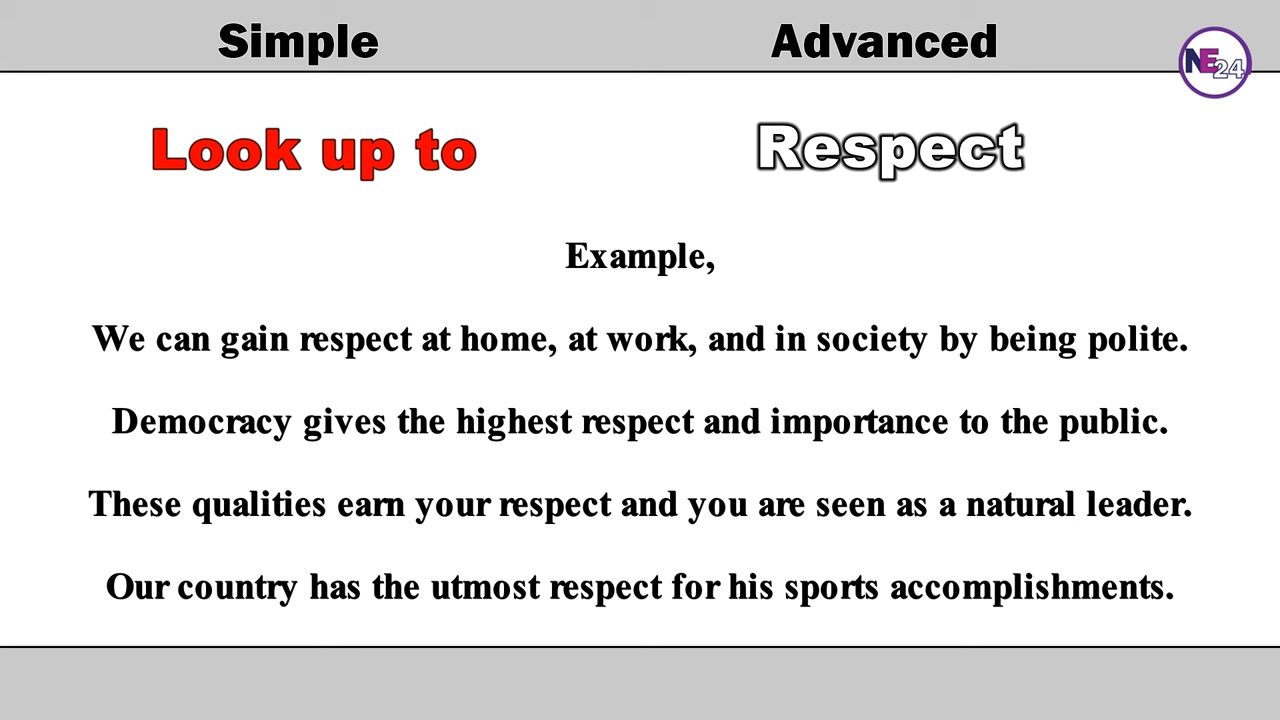 Simple Advanced
NE24
Look up to Respect
Example,
We can gain respect at home, at work, and in society by being polite.
Democracy gives the highest respect and importance to the public.
These qualities earn your respect and you are seen as a natural leader.
Our country has the utmost respect for his sports accomplishments.